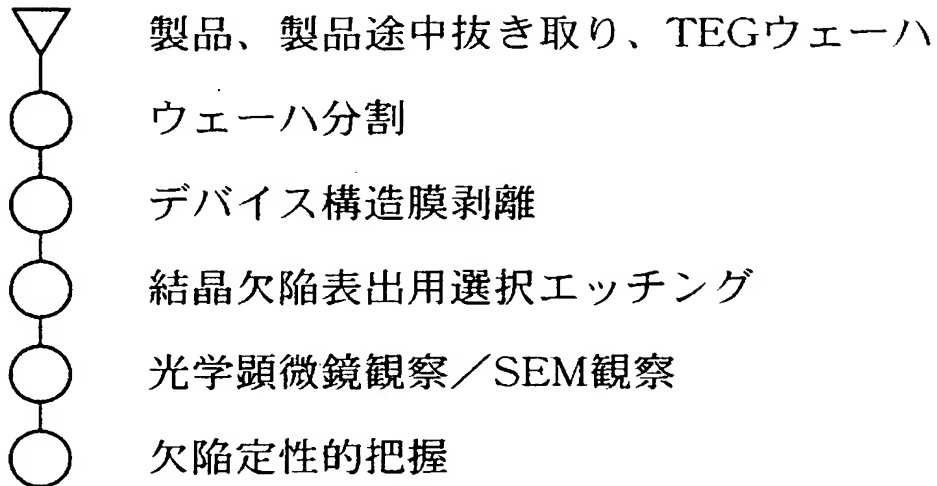 製品、製品途中抜き取り、TEGウェーハ
ウェーハ分割
デバイス構造膜剥離
結晶欠陥表出用選択エッチング
光学顕微鏡観察／SEM観察
欠陥定性的把握